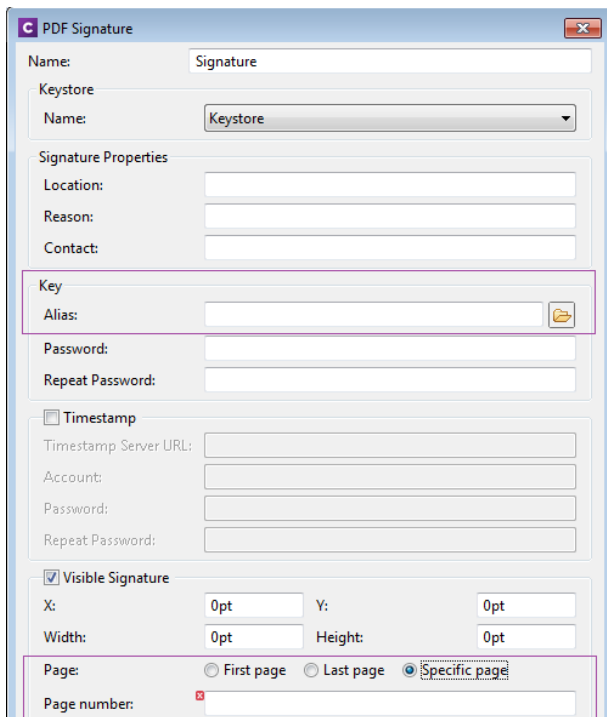 C PDF Signature
Name: Signature
Keystore
Name: Keystore
Signature Properties
Location:
Reason:
Contact:
Key
Alias:
Password:
Repeat Password:
Timestamp
Timestamp Server URL:
Account:
Password:
Repeat Password:
Visible Signature
X: 0pt Y: 0pt
Width: 0pt Height: 0pt
Page: First page Last page Specific page
Page number: